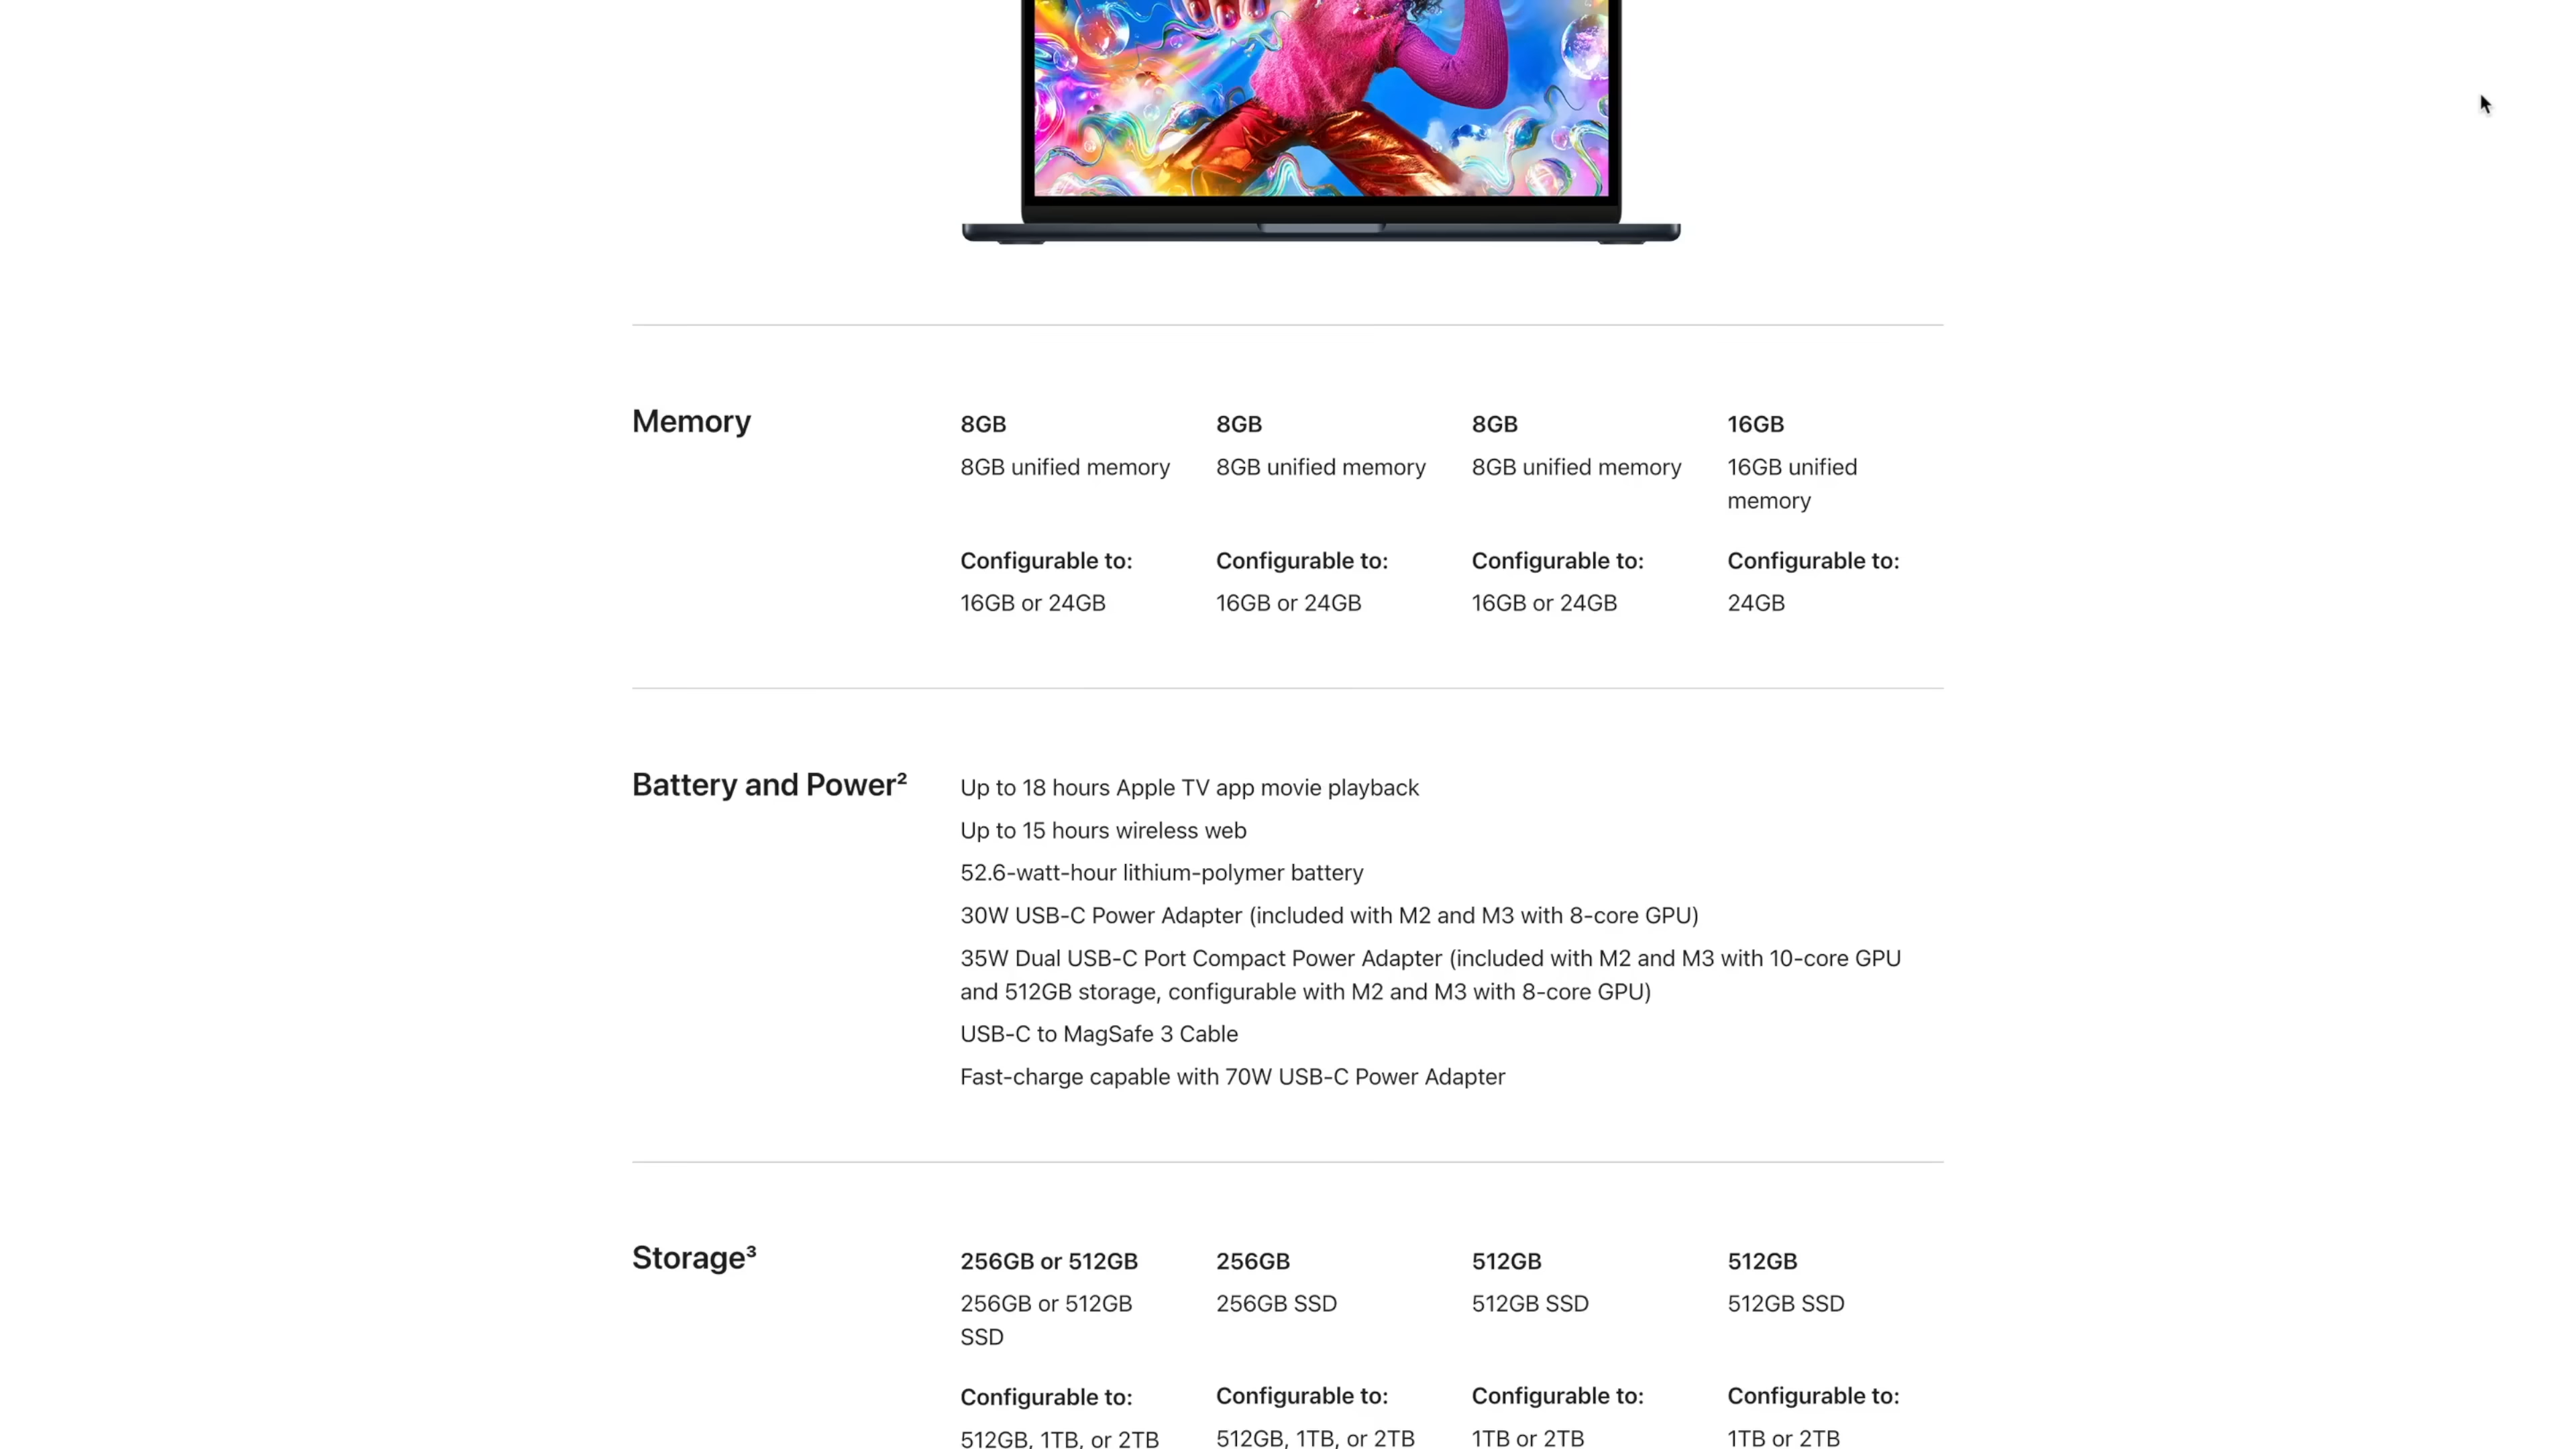 Memory
8GB
8GB unified memory
Configurable to:
16GB or 24GB
8GB
8GB unified memory
Configurable to:
16GB or 24GB
8GB
8GB unified memory
Configurable to:
16GB or 24GB
16GB
16GB unified
memory
Configurable to:
24GB
Battery and Power²
Up to 18 hours Apple TV app movie playback
Up to 15 hours wireless web
52.6-watt-hour lithium-polymer battery
30W USB-C Power Adapter (included with M2 and M3 with 8-core GPU)
35W Dual USB-C Port Compact Power Adapter (included with M2 and M3 with 10-core GPU
and 512GB storage, configurable with M2 and M3 with 8-core GPU)
USB-C to MagSafe 3 Cable
Fast-charge capable with 70W USB-C Power Adapter
Storage³
256GB or 512GB
256GB or 512GB
SSD
Configurable to:
512GB, 1TB, or 2TB
256GB
256GB SSD
Configurable to:
512GB, 1TB, or 2TB
512GB
512GB SSD
Configurable to:
1TB or 2TB
512GB
512GB SSD
Configurable to:
1TB or 2TB